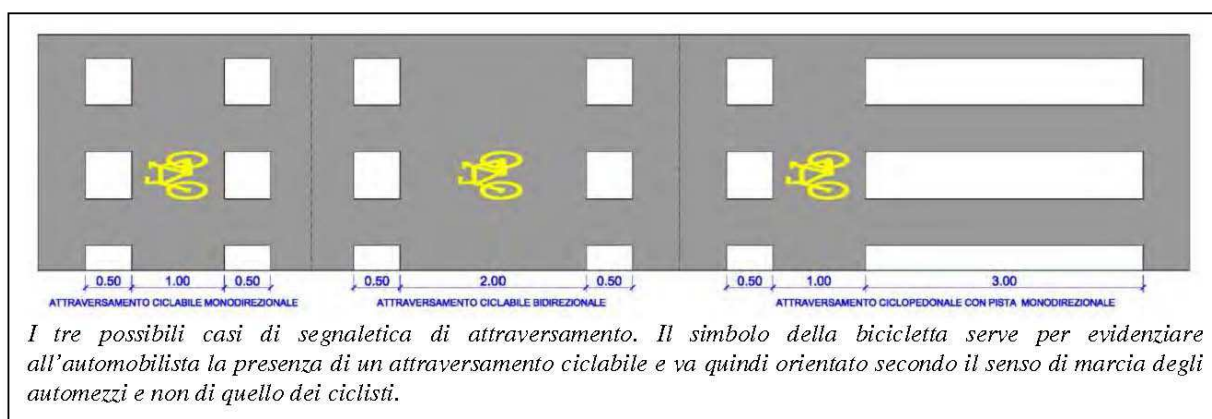 0.50 1.00 0.50 0.50 2.00 0.50 0.50 1.00 3.00
ATTRAVERSAMENTO CICLABILE MONODIREZIONALE ATTRAVERSAMENTO CICLABILE BIDIREZIONALE ATTRAVERSAMENTO CICLOPEDONALE CON PISTA MONODIREZIONALE
I tre possibili casi di segnaletica di attraversamento. Il simbolo della bicicletta serve per evidenziare
all'automobilista la presenza di un attraversamento ciclabile e va quindi orientato secondo il senso di marcia degli
automezzi e non di quello dei ciclisti.